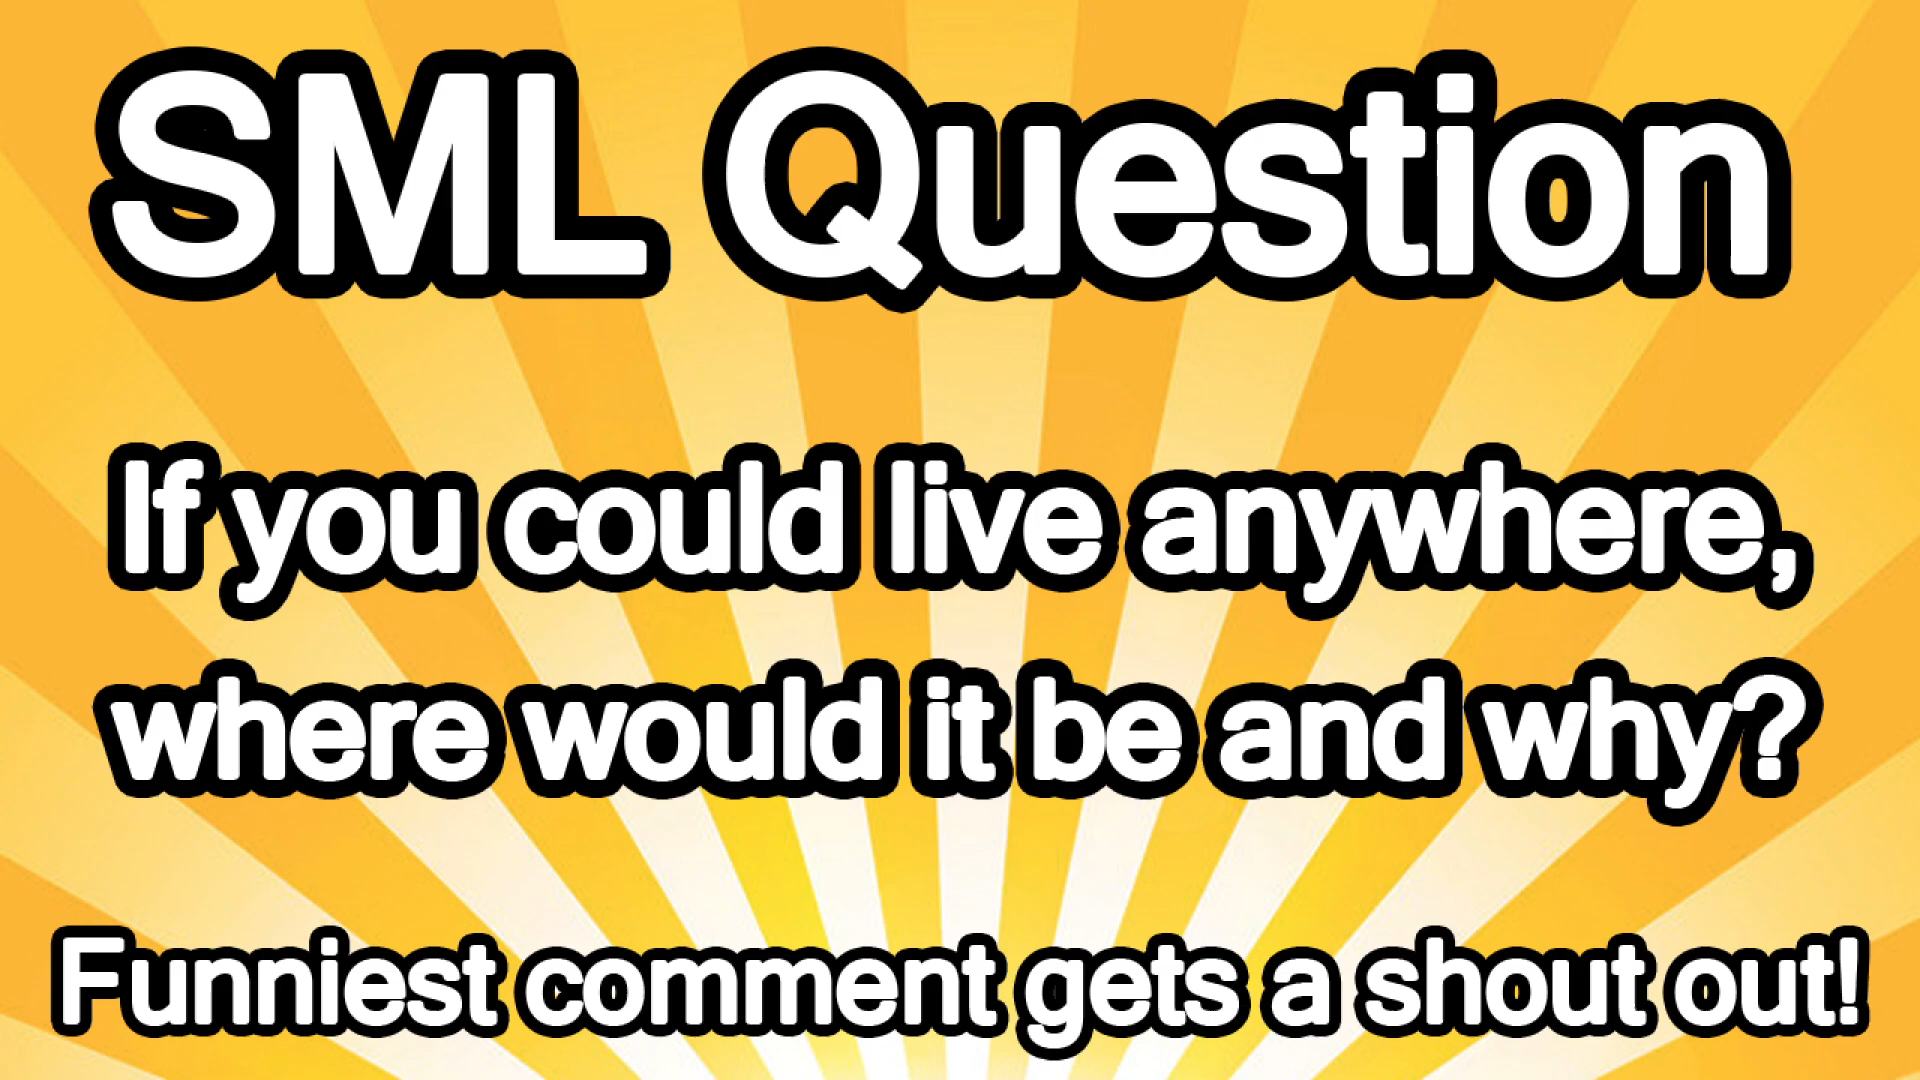 SML Question
If you could live anywhere,
where would it be and why?
Funniest comment gets a shout out!